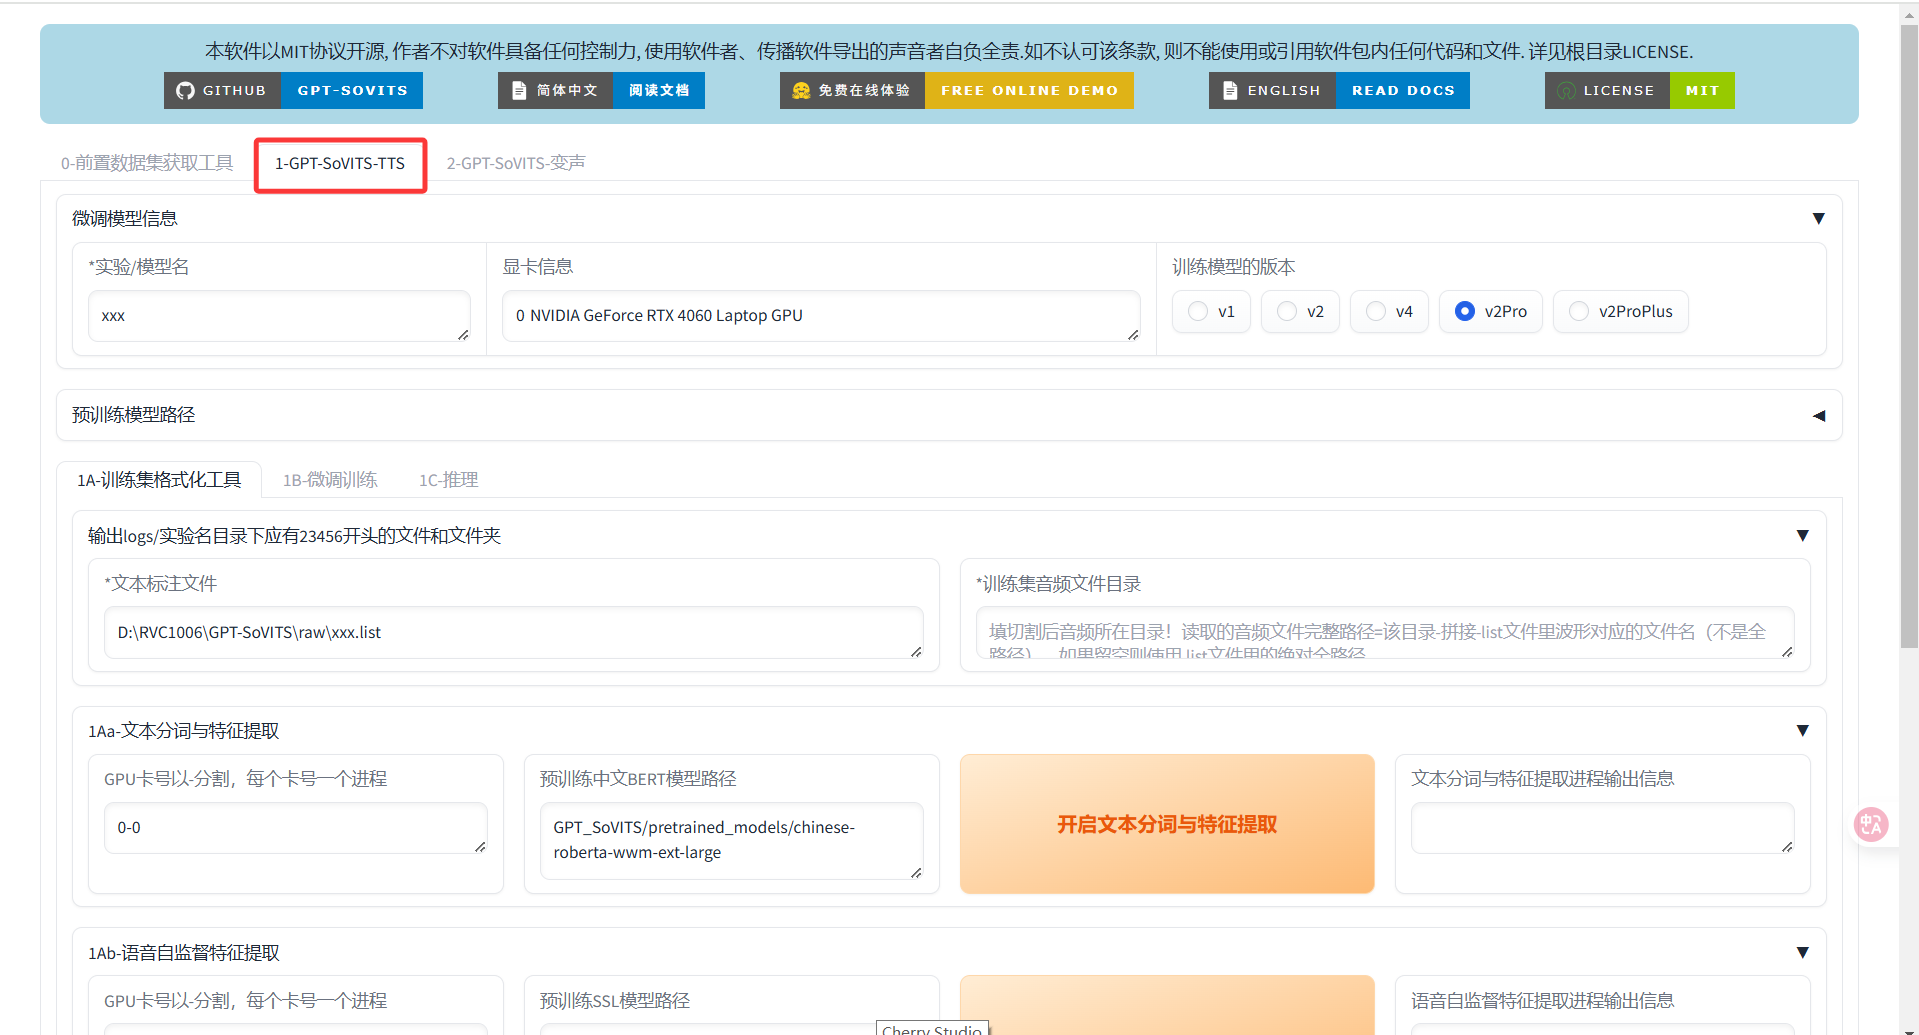 本软件以MIT协议开源, 作者不对软件具备任何控制力, 使用软件者、传播软件导出的声音者自负全责.如不认可该条款, 则不能使用或引用软件包内任何代码和文件. 详见根目录LICENSE.
GITHUB GPT-SOVITS 简体中文 阅读文档 免费在线体验 FREE ONLINE DEMO ENGLISH READ DOCS LICENSE MIT
0-前置数据集获取工具 1-GPT-SoVITS-TTS 2-GPT-SoVITS-变声
微调模型信息 ▼
*实验/模型名 显卡信息 训练模型的版本
xxx 0 NVIDIA GeForce RTX 4060 Laptop GPU v1 v2 v4 v2Pro v2ProPlus
预训练模型路径 ◀
1A-训练集格式化工具 1B-微调训练 1C-推理
输出logs/实验名目录下应有23456开头的文件和文件夹 ▼
*文本标注文件 *训练集音频文件目录
D:\RVC1006\GPT-SoVITS\raw\xxx.list 填切割后音频所在目录！读取的音频文件完整路径=该目录-拼接-list文件里波形对应的文件名（不是全
路径）。如果留空则使用.list文件里的绝对全路径
1Aa-文本分词与特征提取 ▼
GPU卡号以-分割，每个卡号一个进程 预训练中文BERT模型路径 开启文本分词与特征提取 文本分词与特征提取进程输出信息
0-0 GPT_SoVITS/pretrained_models/chinese-
roberta-wwm-ext-large
中A
1Ab-语音自监督特征提取 ▼
GPU卡号以-分割，每个卡号一个进程 预训练SSL模型路径 语音自监督特征提取进程输出信息
Cherry Studio